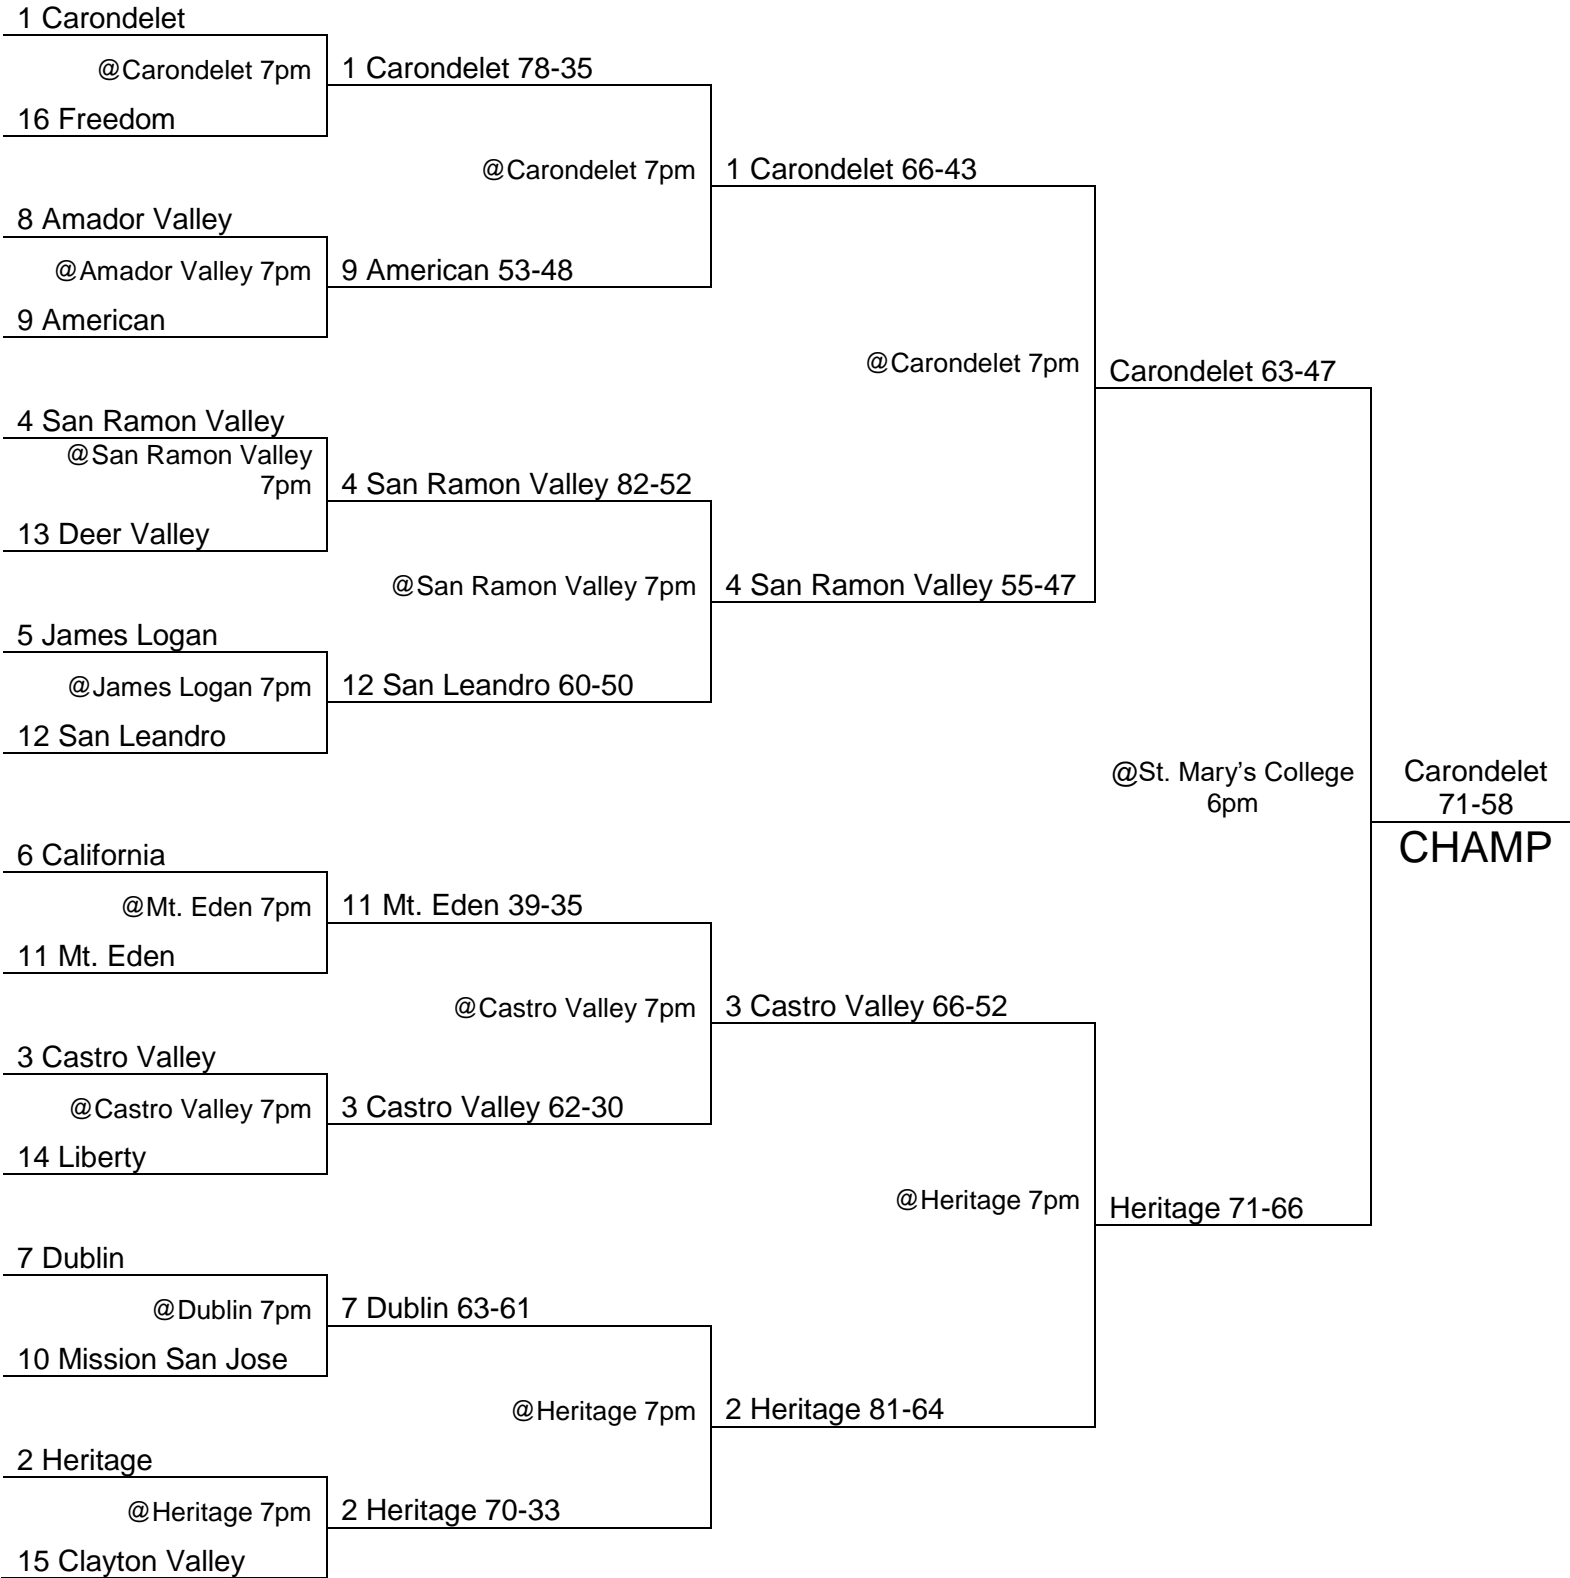 1 Carondelet
@Carondelet 7pm
1 Carondelet 78-35
16 Freedom
@Carondelet 7pm
1 Carondelet 66-43
8 Amador Valley
@Amador Valley 7pm
9 American 53-48
9 American
@Carondelet 7pm
Carondelet 63-47
4 San Ramon Valley
@San Ramon Valley
7pm
4 San Ramon Valley 82-52
13 Deer Valley
@San Ramon Valley 7pm
4 San Ramon Valley 55-47
5 James Logan
@James Logan 7pm
12 San Leandro 60-50
12 San Leandro
@St. Mary’s College
6pm
Carondelet
71-58
CHAMP
6 California
@Mt. Eden 7pm
11 Mt. Eden 39-35
11 Mt. Eden
@Castro Valley 7pm
3 Castro Valley 66-52
3 Castro Valley
@Castro Valley 7pm
3 Castro Valley 62-30
14 Liberty
@Heritage 7pm
Heritage 71-66
7 Dublin
@Dublin 7pm
7 Dublin 63-61
10 Mission San Jose
@Heritage 7pm
2 Heritage 81-64
2 Heritage
@Heritage 7pm
2 Heritage 70-33
15 Clayton Valley